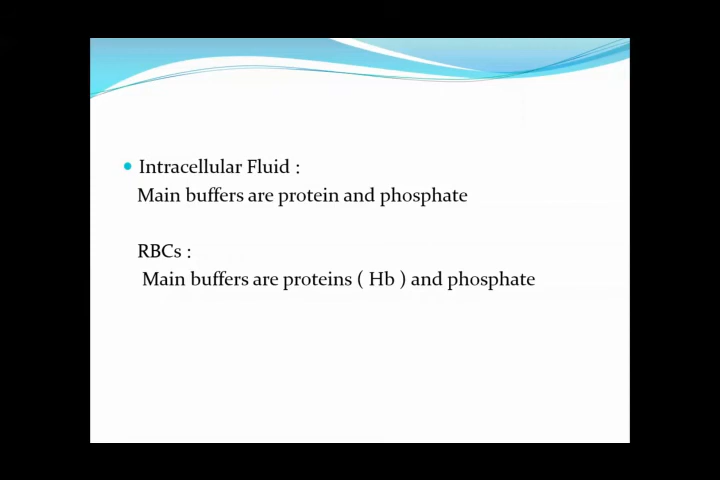 Intracellular Fluid :
Main buffers are protein and phosphate
RBCs :
Main buffers are proteins ( Hb ) and phosphate